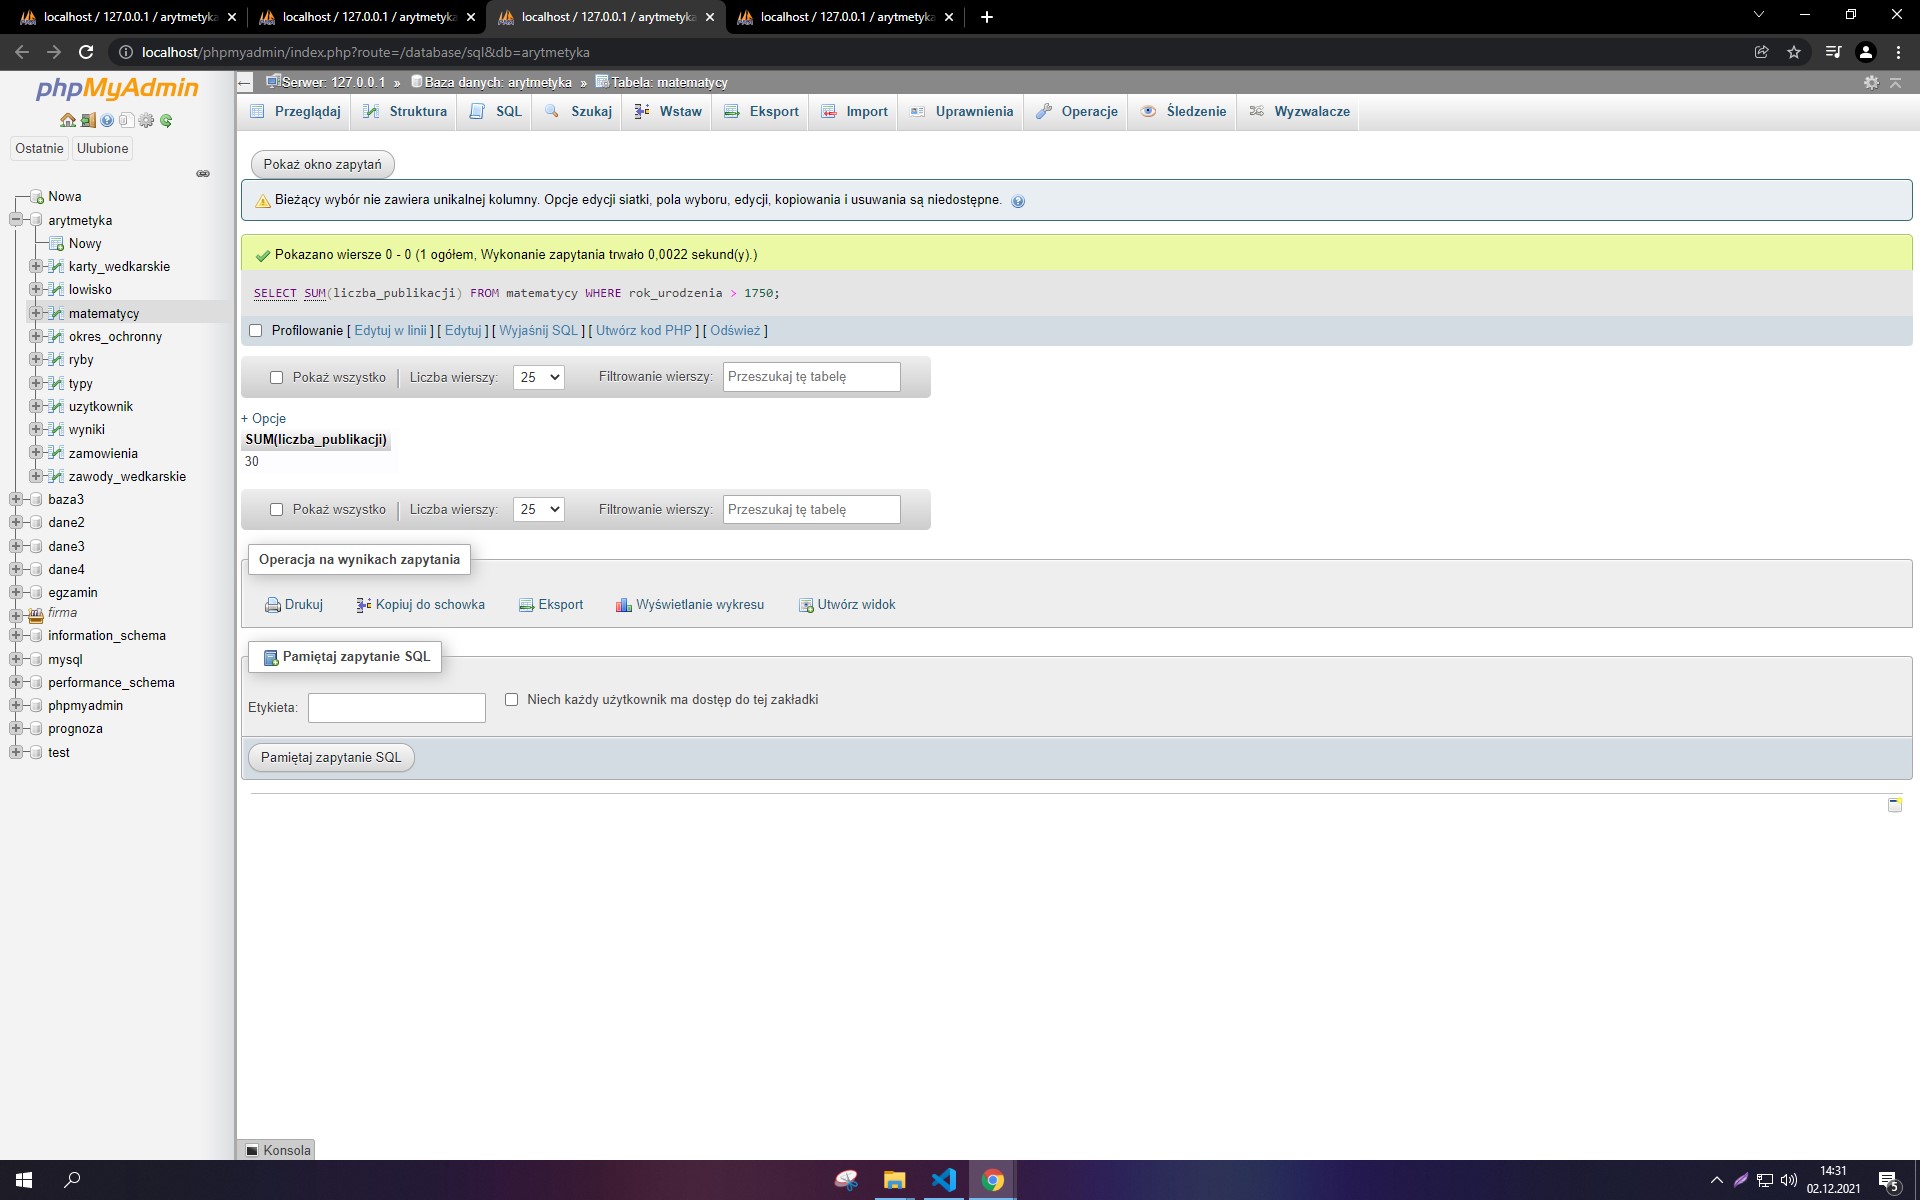 localhost / 127.0.0.1 / arytmetyka
localhost / 127.0.0.1 / arytmetyka
localhost / 127.0.0.1 / arytmetyka
localhost / 127.0.0.1 / arytmetyka
localhost/phpmyadmin/index.php?route=/database/sql&db=arytmetyka
phpMyAdmin
Ostatnie Ulubione
Nowa
arytmetyka
Nowy
karty_wedkarskie
lowisko
matematycy
okres_ochronny
ryby
typy
uzytkownik
wyniki
zamowienia
zawody_wedkarskie
baza3
dane2
dane3
dane4
egzamin
firma
information_schema
mysql
performance_schema
phpmyadmin
prognoza
test
Serwer: 127.0.0.1 » Baza danych: arytmetyka » Tabela: matematycy
Przeglądaj Struktura SQL Szukaj Wstaw Eksport Import Uprawnienia Operacje Śledzenie Wyzwalacze
Pokaż okno zapytań
Bieżący wybór nie zawiera unikalnej kolumny. Opcje edycji siatki, pola wyboru, edycji, kopiowania i usuwania są niedostępne.
Pokazano wiersze 0 - 0 (1 ogółem, Wykonanie zapytania trwało 0,0022 sekund(y).)
SELECT SUM(liczba_publikacji) FROM matematycy WHERE rok_urodzenia > 1750;
Profilowanie [ Edytuj w linii ] [ Edytuj ] [ Wyjaśnij SQL ] [ Utwórz kod PHP ] [ Odśwież ]
Pokaż wszystko Liczba wierszy: 25 Filtrowanie wierszy: Przeszukaj tę tabelę
+ Opcje
SUM(liczba_publikacji)
30
Pokaż wszystko Liczba wierszy: 25 Filtrowanie wierszy: Przeszukaj tę tabelę
Operacja na wynikach zapytania
Drukuj Kopiuj do schowka Eksport Wyświetlanie wykresu Utwórz widok
Pamiętaj zapytanie SQL
Etykieta: Niech każdy użytkownik ma dostęp do tej zakładki
Pamiętaj zapytanie SQL
Konsola
14:31
02.12.2021
5